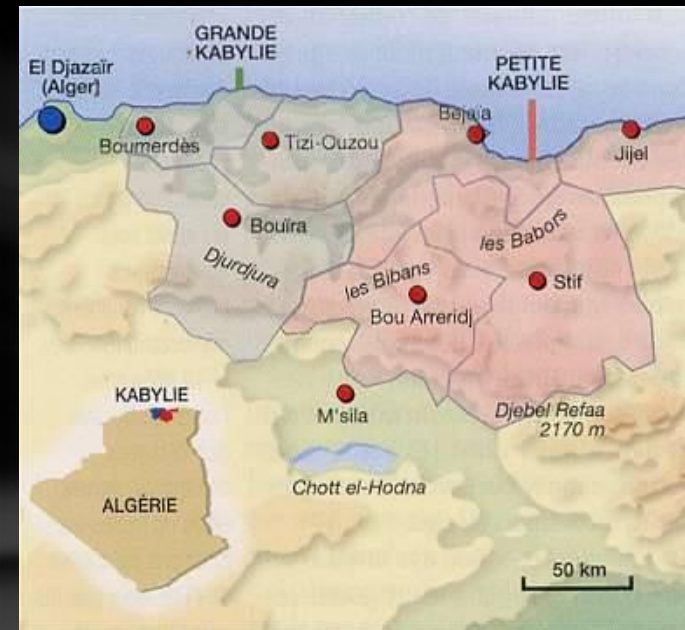 GRANDE
KABYLIE
El Djazaïr
(Alger)
PETITE
KABYLIE
Boumerdès
Tizi-Ouzou
Bejaïa
Jijel
Bouïra
Djurdjura
les Babors
les Bibans
Stif
Bou Arreridj
KABYLIE
M'sila
Djebel Refaa
2170 m
Chott el-Hodna
ALGÉRIE
50 km